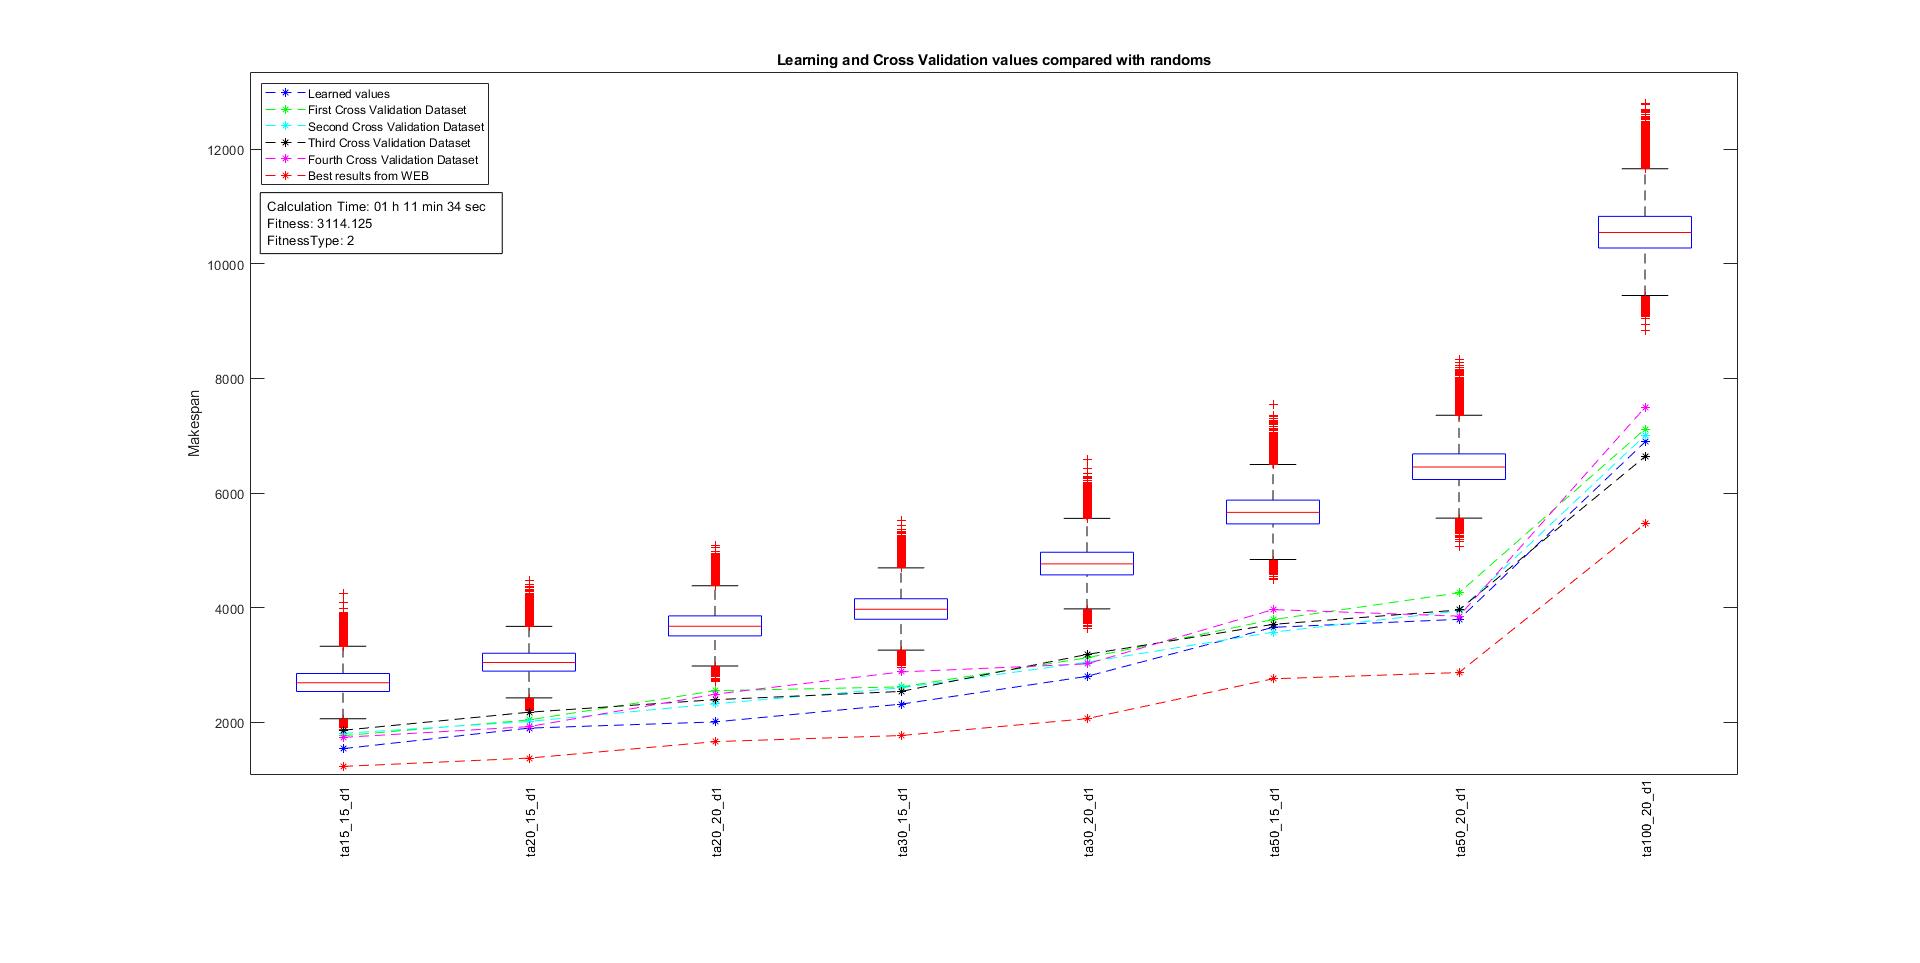 Learning and Cross Validation values compared with randoms
Learned values
First Cross Validation Dataset
Second Cross Validation Dataset
Third Cross Validation Dataset
Fourth Cross Validation Dataset
Best results from WEB
Calculation Time: 01 h 11 min 34 sec
Fitness: 3114.125
FitnessType: 2
Makespan
12000
10000
8000
6000
4000
2000
ta15_15_d1
ta20_15_d1
ta20_20_d1
ta30_15_d1
ta30_20_d1
ta50_15_d1
ta50_20_d1
ta100_20_d1